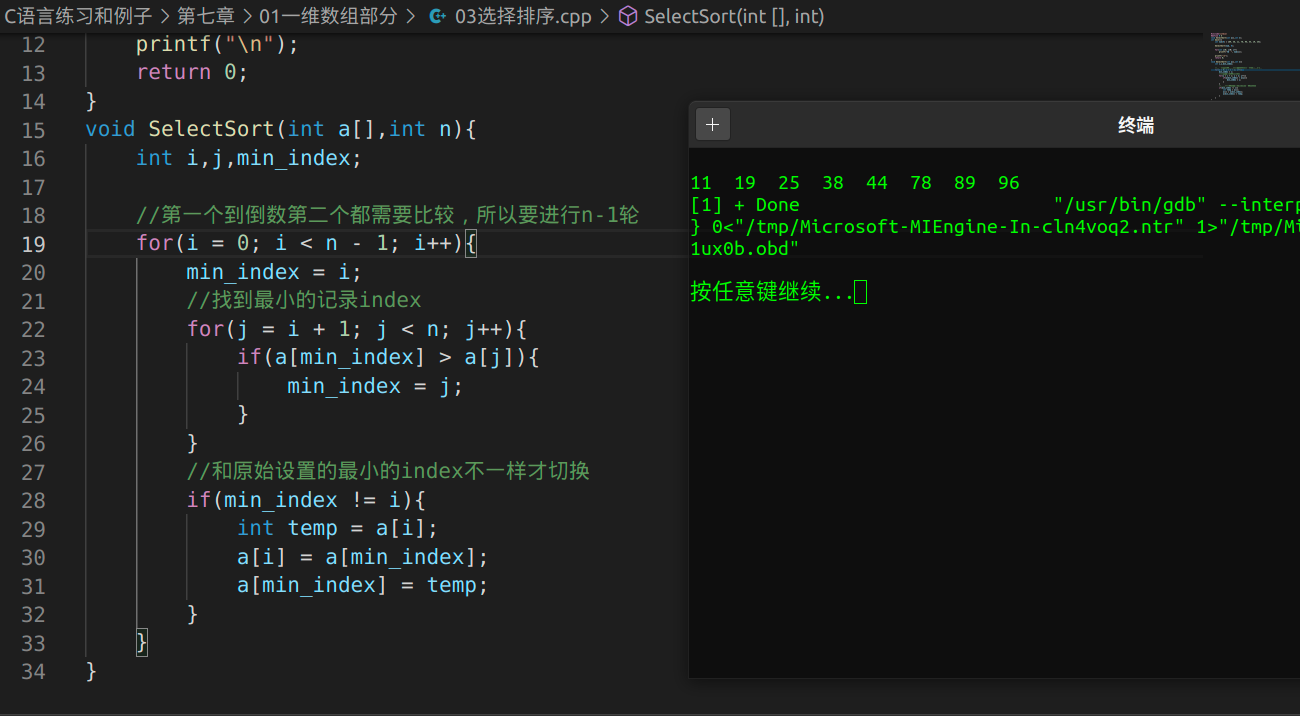 C语言练习和例子 > 第七章 > 01一维数组部分 > 03选择排序.cpp > SelectSort(int [], int)
12 printf("\n");
13 return 0;
14 }
15 void SelectSort(int a[],int n){
16 int i,j,min_index;
17
18 //第一个到倒数第二个都需要比较，所以要进行n-1轮
19 for(i = 0; i < n - 1; i++){
20 min_index = i;
21 //找到最小的记录index
22 for(j = i + 1; j < n; j++){
23 if(a[min_index] > a[j]){
24 min_index = j;
25 }
26 }
27 //和原始设置的最小的index不一样才切换
28 if(min_index != i){
29 int temp = a[i];
30 a[i] = a[min_index];
31 a[min_index] = temp;
32 }
33 }
34 }
终端
11 19 25 38 44 78 89 96
[1] + Done "/usr/bin/gdb" --interp
} 0<"/tmp/Microsoft-MIEngine-In-cln4voq2.ntr" 1>"/tmp/Mi
1ux0b.obd"
按任意键继续...